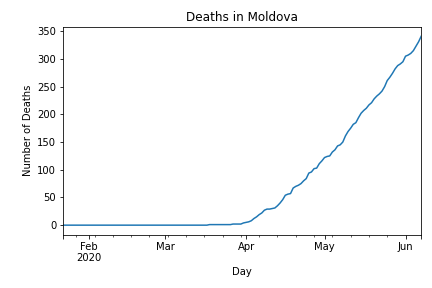 Deaths in Moldova
Number of Deaths
350
300
250
200
150
100
50
0
Feb
2020
Mar
Apr
May
Jun
Day